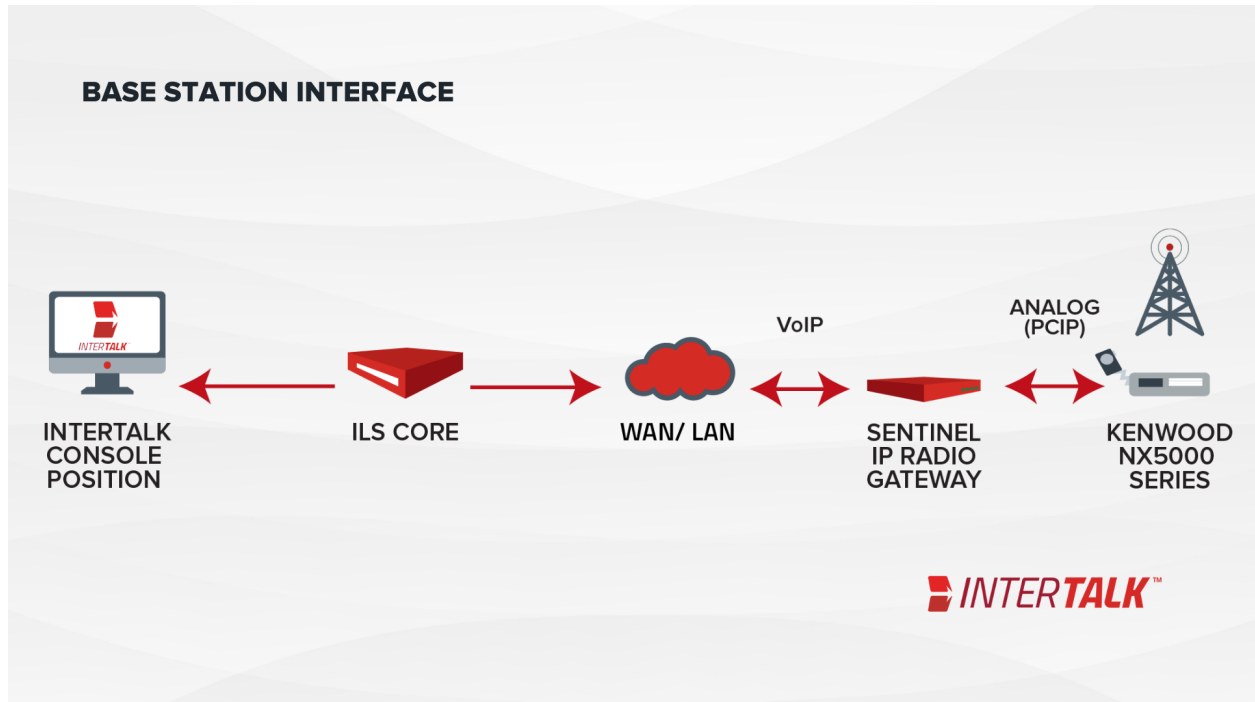 BASE STATION INTERFACE
INTERTALK
INTERTALK
CONSOLE
POSITION
ILS CORE
WAN/ LAN
VoIP
SENTINEL
IP RADIO
GATEWAY
ANALOG
(PCIP)
KENWOOD
NX5000
SERIES
INTERTALK™